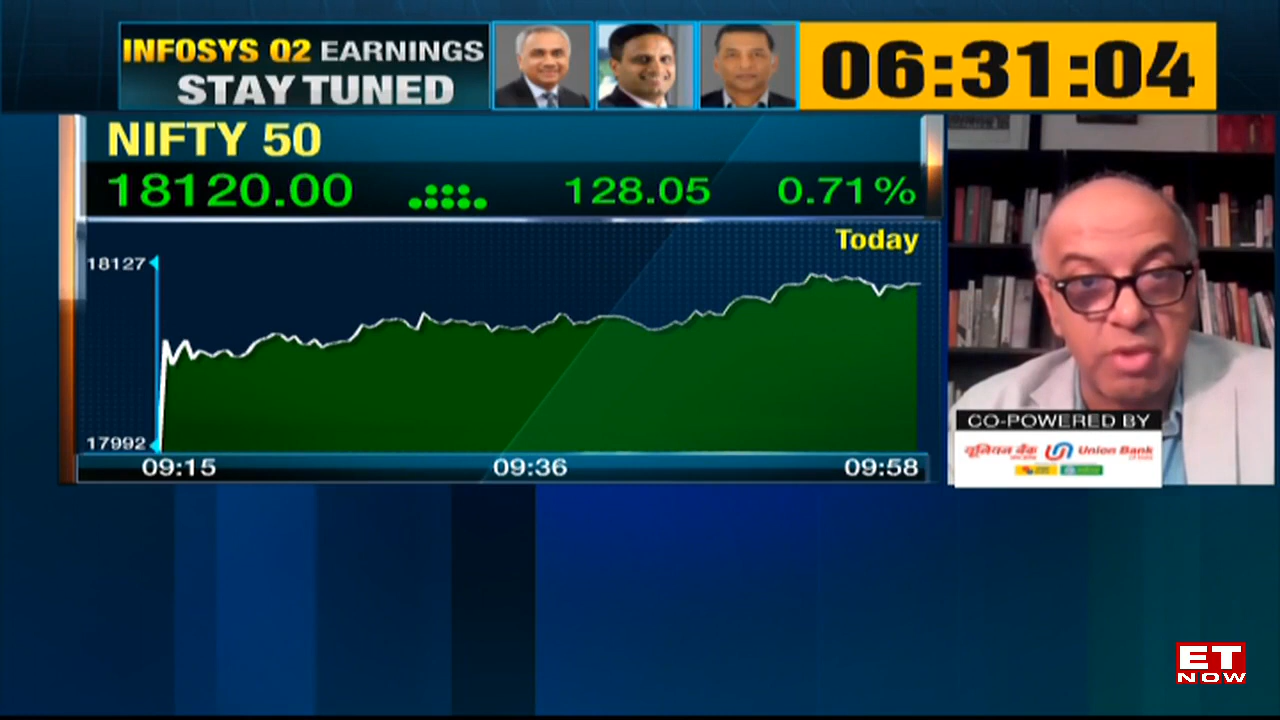 INFOSYS Q2 EARNINGS
STAY TUNED
06:31:04
NIFTY 50
18120.00 128.05 0.71%
Today
18127
17992
09:15 09:36 09:58
CO-POWERED BY
यूनियन बैंक Union Bank
ET
NOW